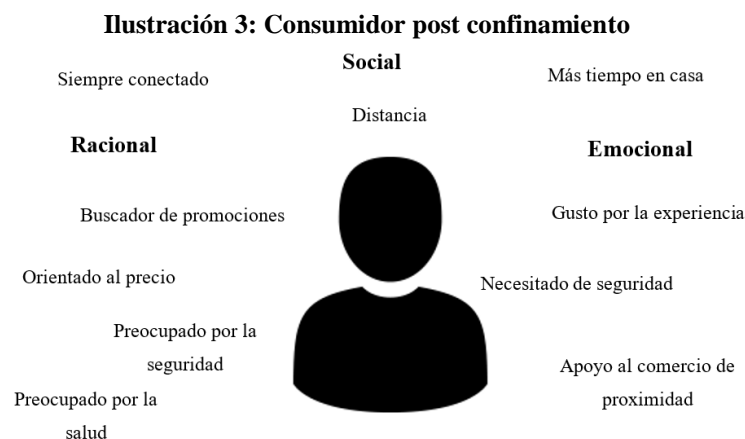 Ilustración 3: Consumidor post confinamiento
Social
Siempre conectado
Más tiempo en casa
Distancia
Racional
Emocional
Buscador de promociones
Gusto por la experiencia
Orientado al precio
Necesitado de seguridad
Preocupado por la
seguridad
Apoyo al comercio de
proximidad
Preocupado por la
salud